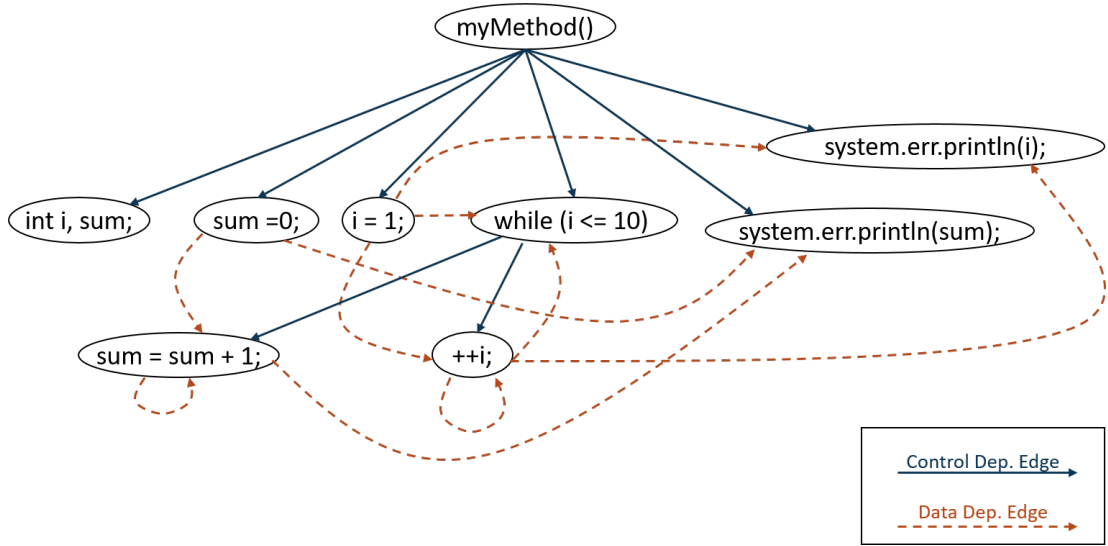 myMethod()
system.err.println(i);
int i, sum;
sum =0;
i = 1;
while (i <= 10)
system.err.println(sum);
sum = sum + 1;
++i;
Control Dep. Edge
Data Dep. Edge